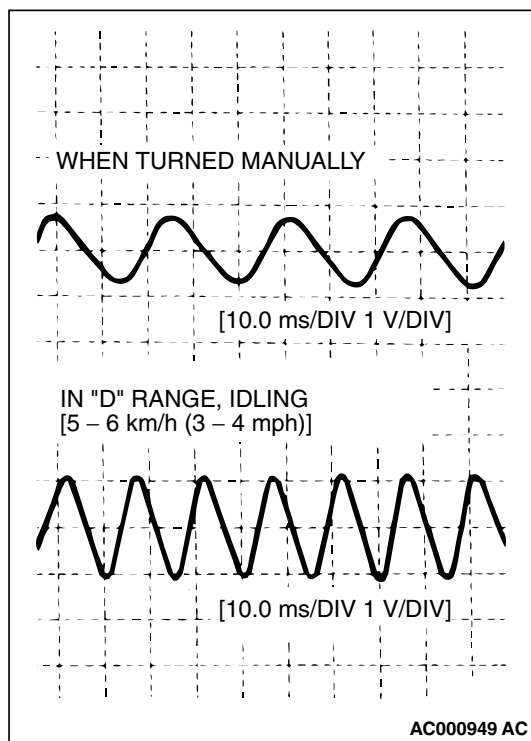 WHEN TURNED MANUALLY
[10.0 ms/DIV 1 V/DIV]
IN "D" RANGE, IDLING
[5 – 6 km/h (3 – 4 mph)]
[10.0 ms/DIV 1 V/DIV]
AC000949 AC